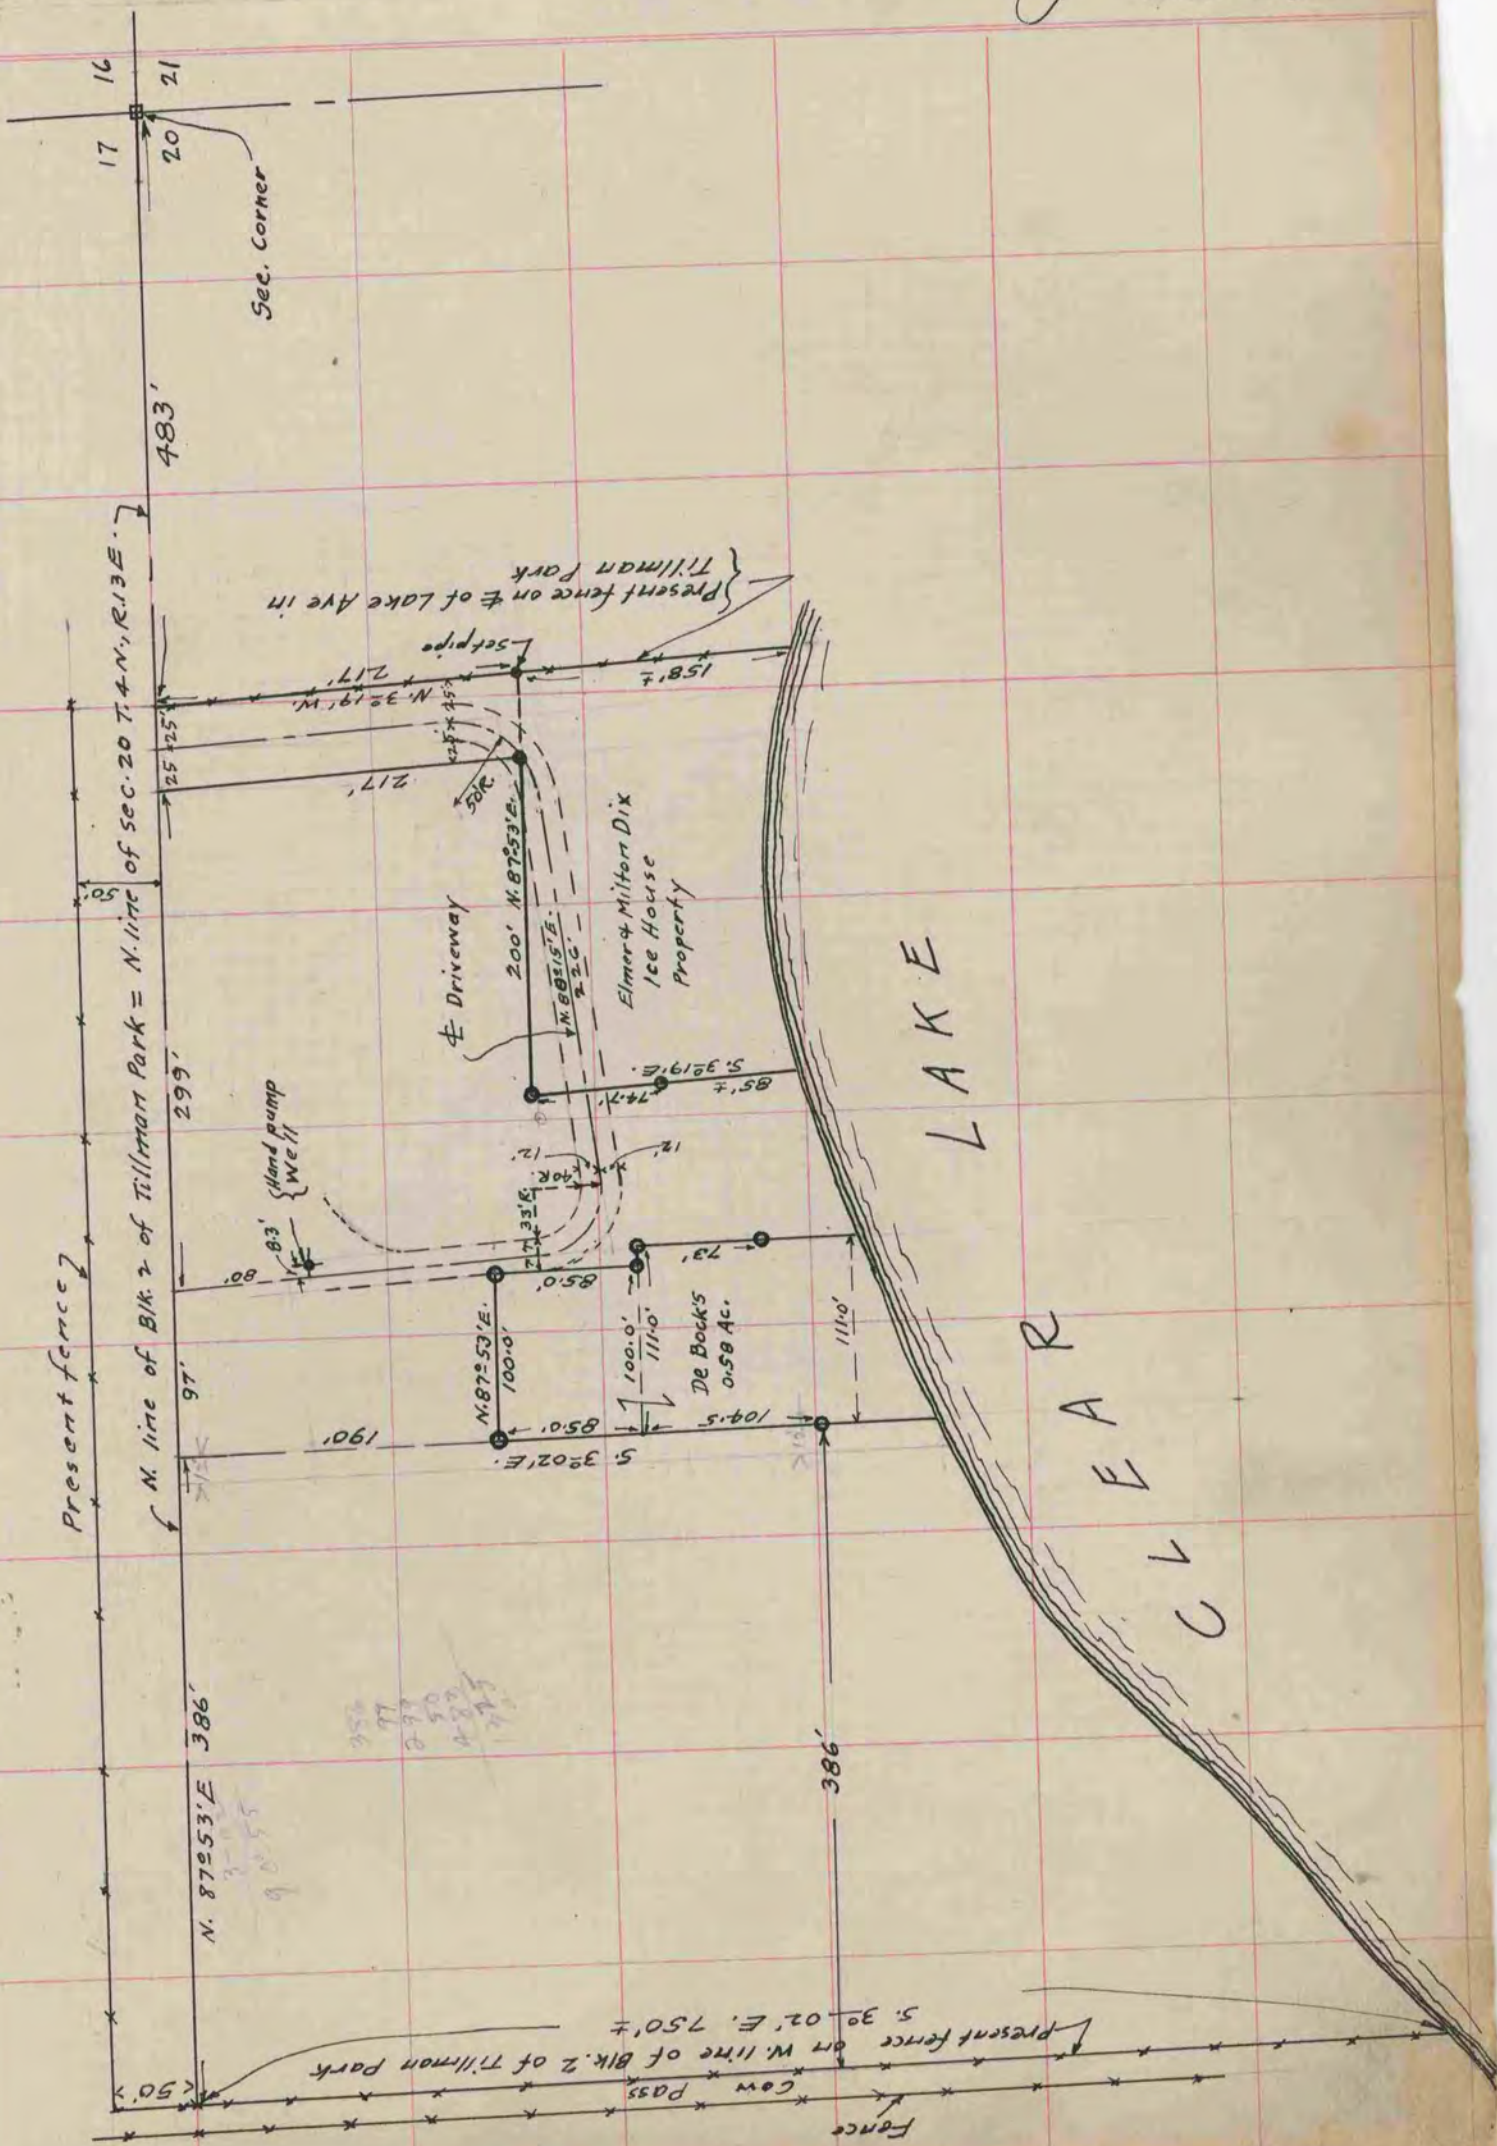 16
21
17
20
Sec. Corner
483'
Present fence
N. line of Blk. 2 of Tillman Park = N. line of sec. 20 T. 4 N., R. 13 E.
50'
299'
97'
N. 87° 53' E 386'
25' 25'
N. 3° 19' W. 217'
217'
25' 25'
50'R.
Set pipe
158' ±
{Present fence on ℄ of Lake Ave in
Tillman Park}
℄ Driveway
200' N. 87° 53' E.
N. 88° 15' E.
226'
Elmer & Milton Dix
Ice House
Property
S. 3° 19' E.
74.7'
85' ±
Hand pump
Well
8.3'
80'
12'
12'
40 R.
33' R.
27'
85.0'
N. 87° 53' E.
100.0'
190'
S. 3° 02' E.
85.0'
104.5
100.0'
111.0'
73'
De Bock's
0.58 Ac.
111.0'
386'
CLEAR LAKE
50'
S. 3° 02' E. 750' ±
Present fence on W. line of Blk. 2 of Tillman Park
Cow Pass
Fence